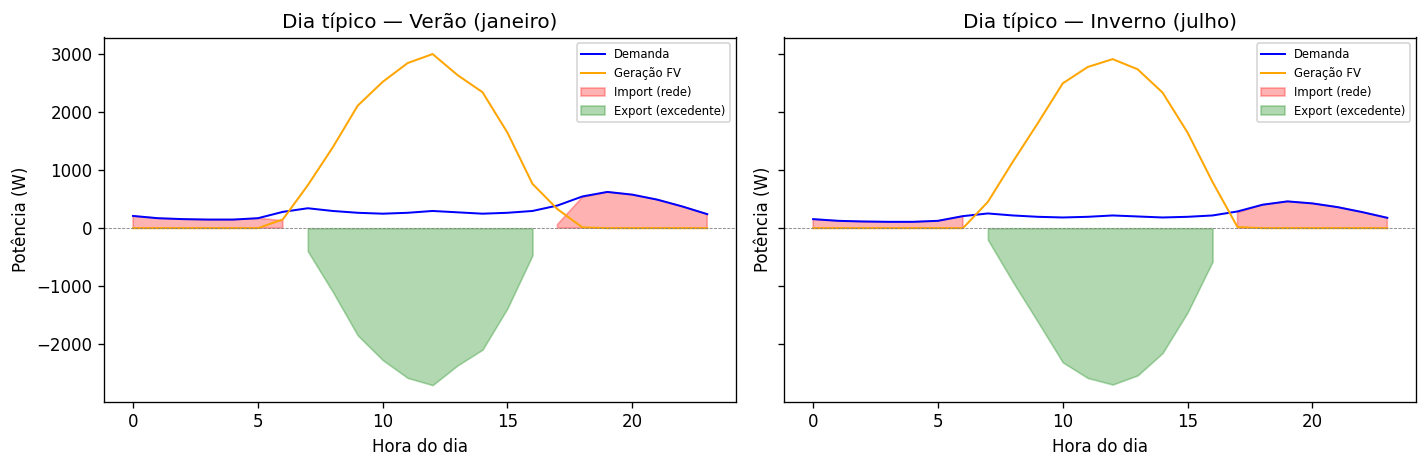 Dia típico — Verão (janeiro)
Potência (W)
3000
2000
1000
0
−1000
−2000
Demanda
Geração FV
Import (rede)
Export (excedente)
0
5
10
15
20
Hora do dia
Dia típico — Inverno (julho)
Potência (W)
Demanda
Geração FV
Import (rede)
Export (excedente)
0
5
10
15
20
Hora do dia